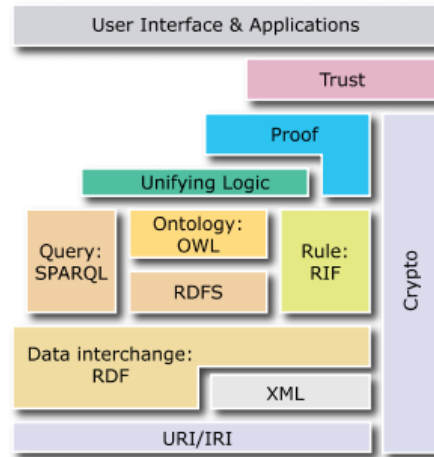 User Interface & Applications
Trust
Proof
Unifying Logic
Ontology:
OWL
Query:
SPARQL
Rule:
RIF
RDFS
Crypto
Data interchange:
RDF
XML
URI/IRI